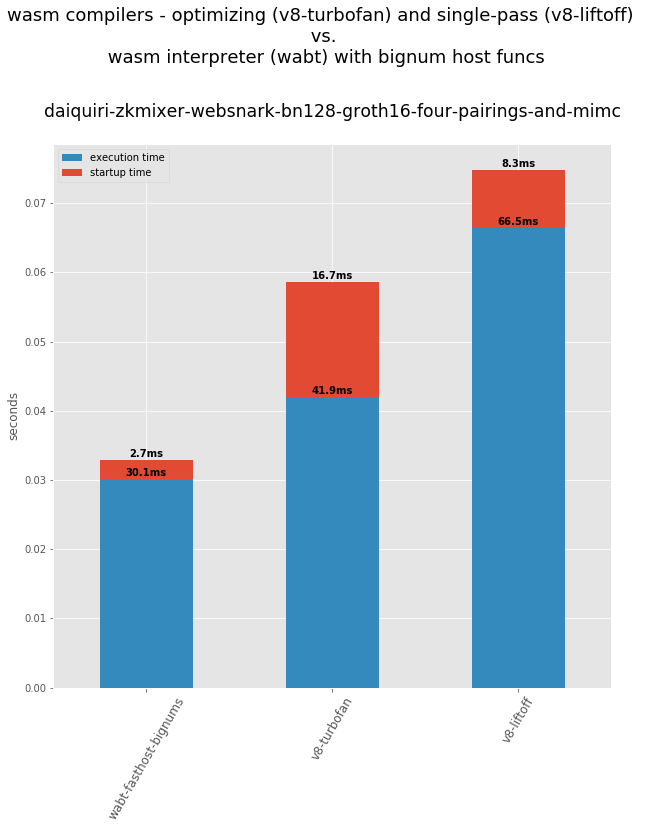 wasm compilers - optimizing (v8-turbofan) and single-pass (v8-liftoff)
vs.
wasm interpreter (wabt) with bignum host funcs
daiquiri-zkmixer-websnark-bn128-groth16-four-pairings-and-mimc
execution time
startup time
8.3ms
66.5ms
16.7ms
41.9ms
2.7ms
30.1ms
0.07
0.06
0.05
0.04
0.03
0.02
0.01
0.00
seconds
wabt-fasthost-bignums
v8-turbofan
v8-liftoff